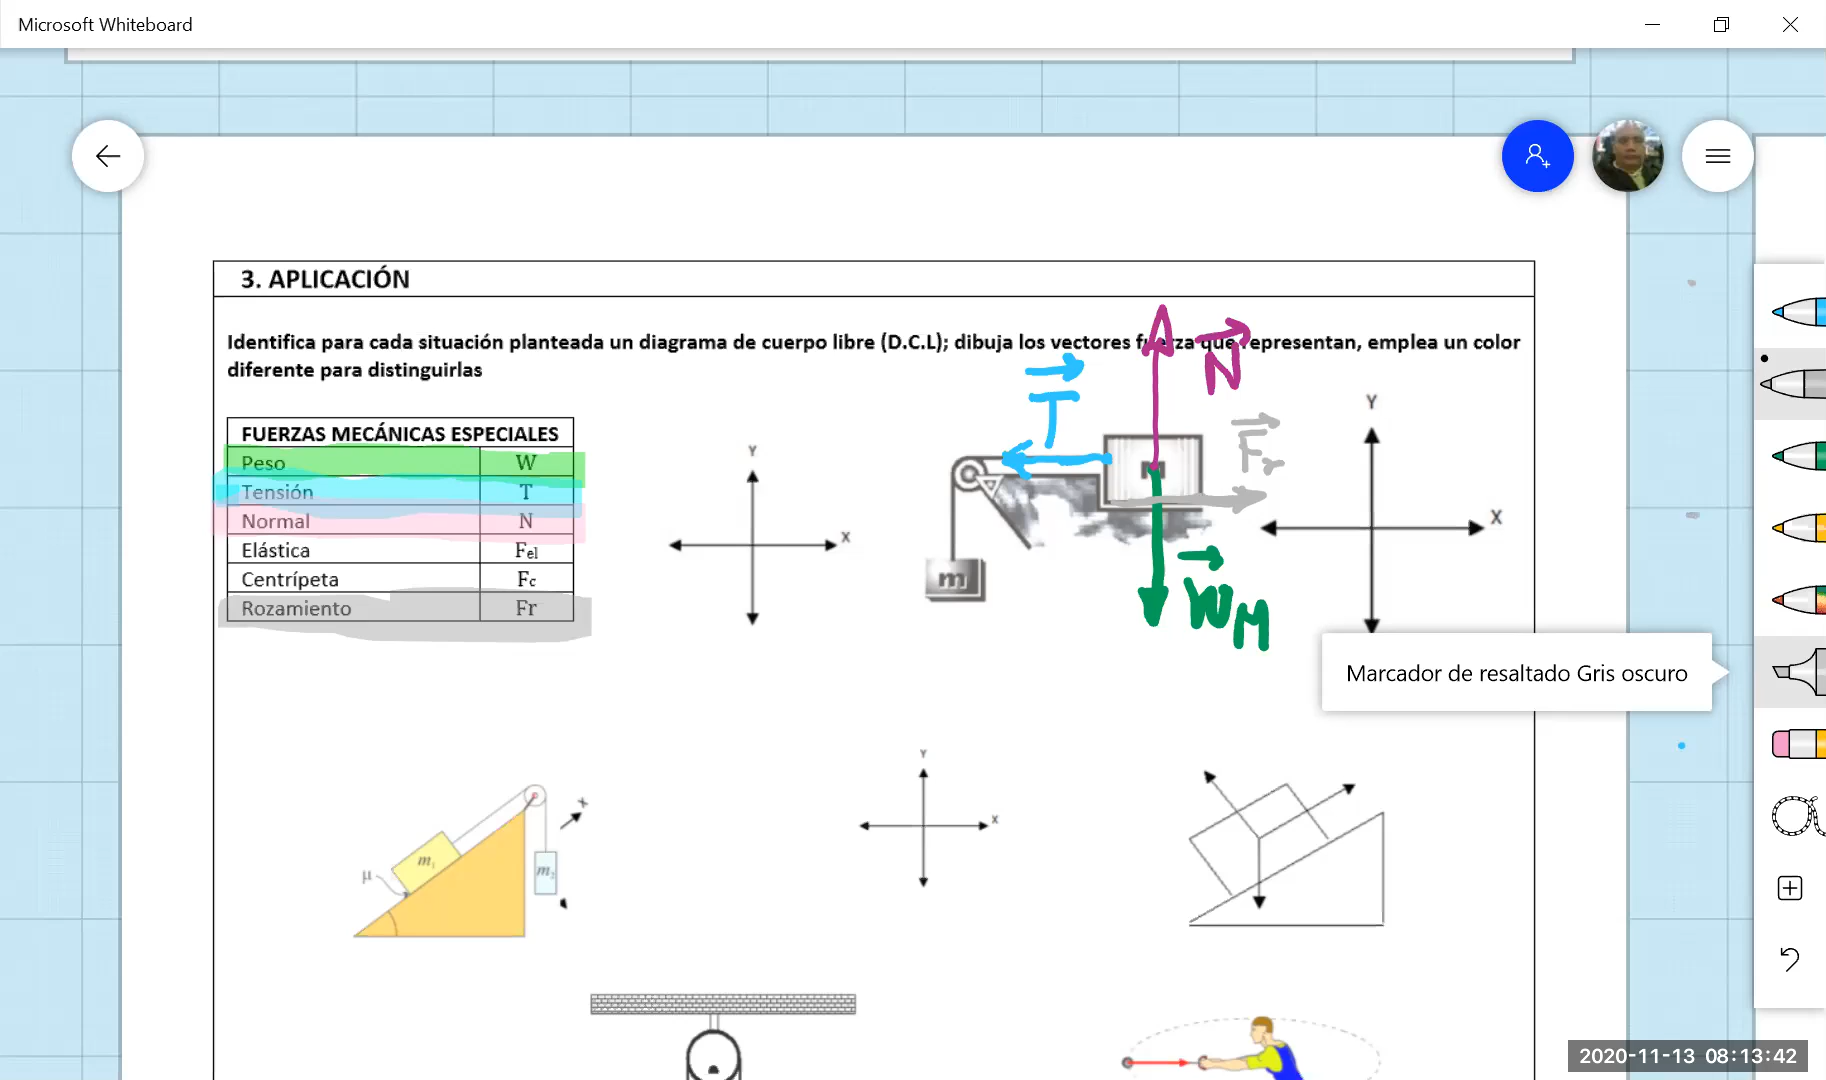 Microsoft Whiteboard
3. APLICACIÓN
Identifica para cada situación planteada un diagrama de cuerpo libre (D.C.L); dibuja los vectores fuerza que representan, emplea un color
diferente para distinguirlas
FUERZAS MECÁNICAS ESPECIALES
Peso W
Tensión T
Normal N
Elástica Fel
Centrípeta Fc
Rozamiento Fr
Y
X
T
N
M
Fr
m
WM
Y
X
Marcador de resaltado Gris oscuro
x
μ
m1
m2
Y
X
2020-11-13 08:13:42